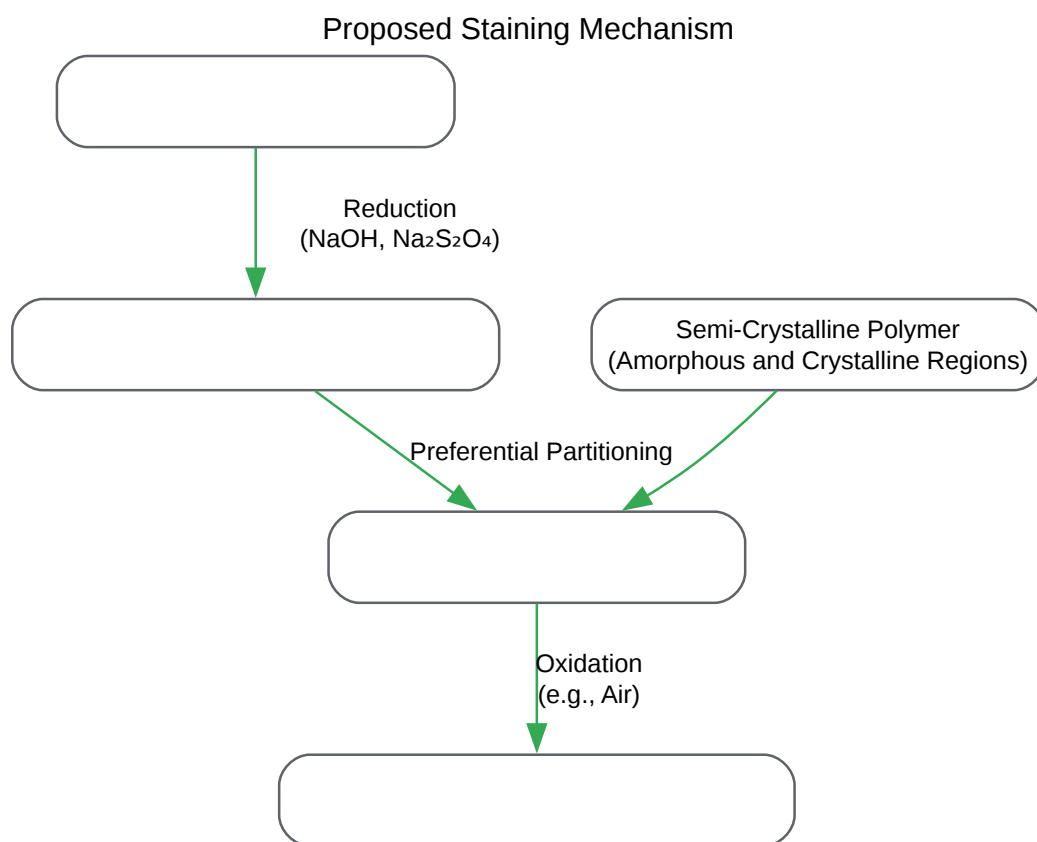 Proposed Staining Mechanism
Reduction
(NaOH, Na₂S₂O₄)
Semi-Crystalline Polymer
(Amorphous and Crystalline Regions)
Preferential Partitioning
Oxidation
(e.g., Air)